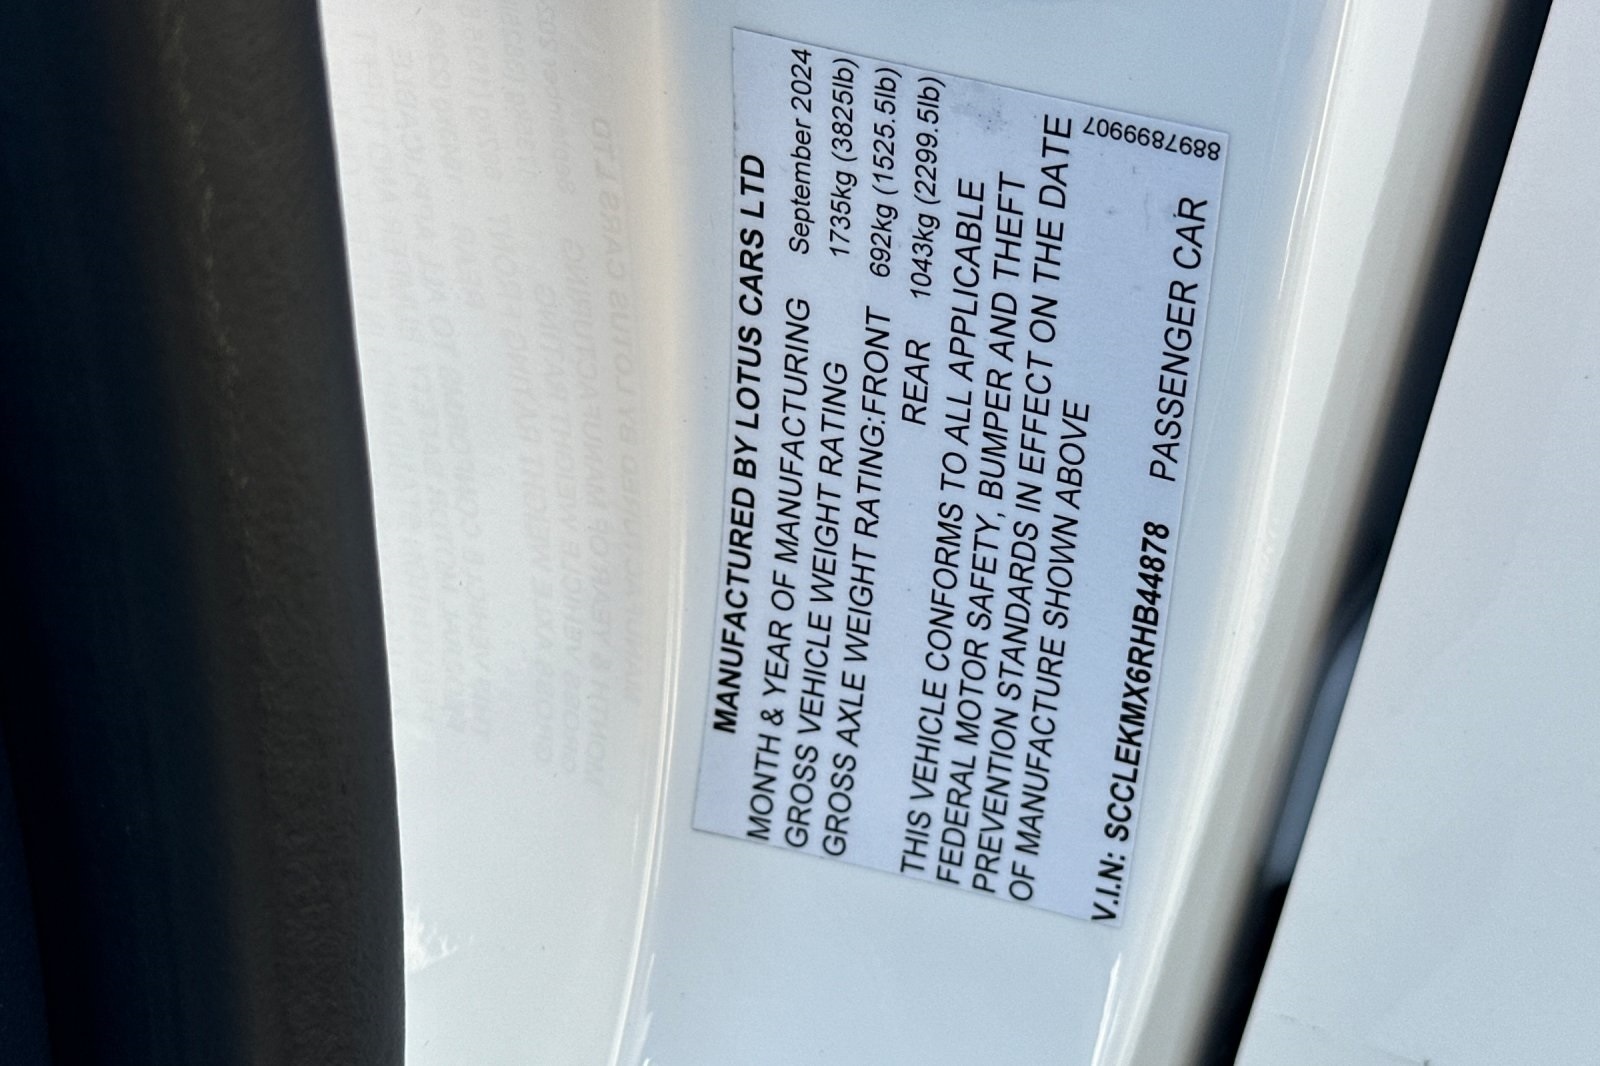 MANUFACTURED BY LOTUS CARS LTD
MONTH & YEAR OF MANUFACTURING September 2024
GROSS VEHICLE WEIGHT RATING 1735kg (3825lb)
GROSS AXLE WEIGHT RATING:FRONT 692kg (1525.5lb)
REAR 1043kg (2299.5lb)
THIS VEHICLE CONFORMS TO ALL APPLICABLE
FEDERAL MOTOR SAFETY, BUMPER AND THEFT
PREVENTION STANDARDS IN EFFECT ON THE DATE
OF MANUFACTURE SHOWN ABOVE
V.I.N: SCCLEKMX6RHB44878 PASSENGER CAR
8897899907